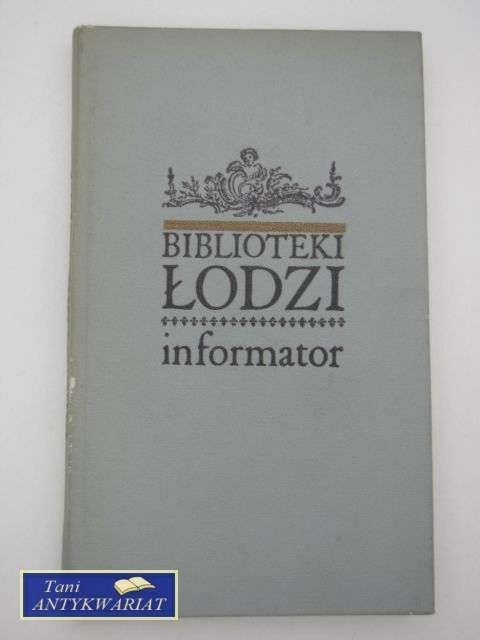 BIBLIOTEKI
ŁODZI
informator
Tani
ANTYKWARIAT